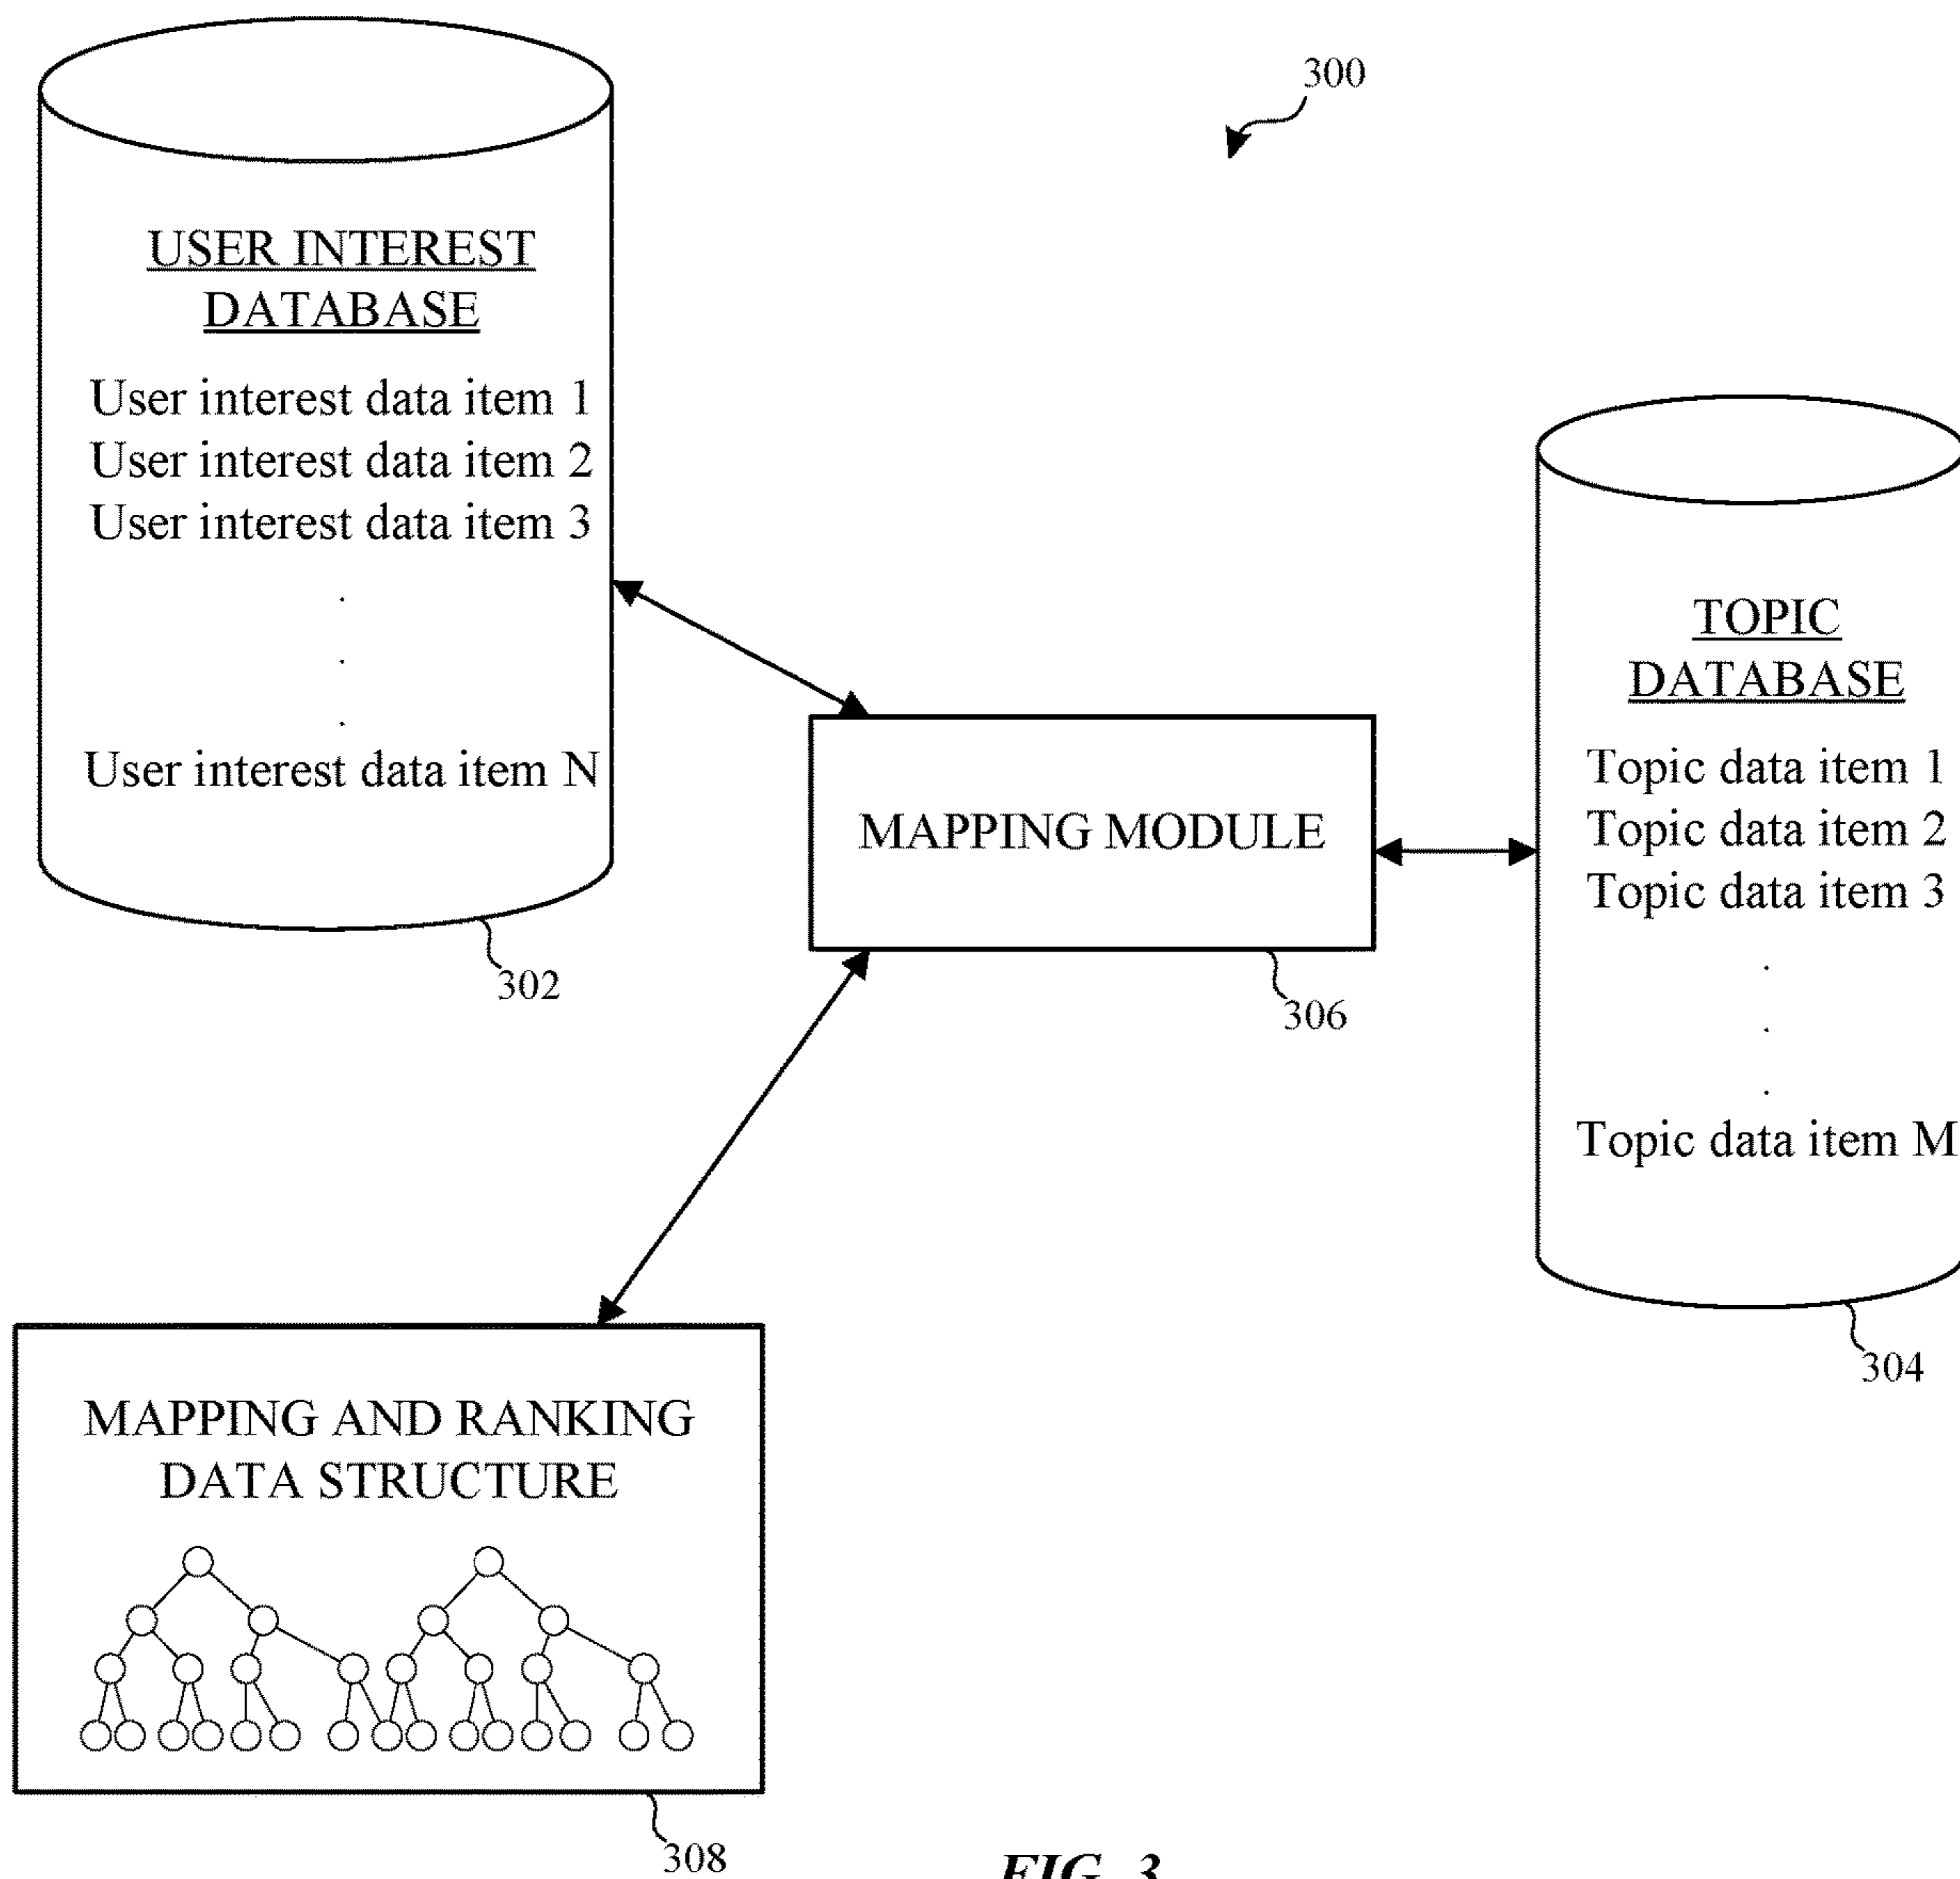 300
USER INTEREST
DATABASE
User interest data item 1
User interest data item 2
User interest data item 3
.
.
.
User interest data item N
302
MAPPING MODULE
306
TOPIC
DATABASE
Topic data item 1
Topic data item 2
Topic data item 3
.
.
.
Topic data item M
304
MAPPING AND RANKING
DATA STRUCTURE
308
FIG. 3